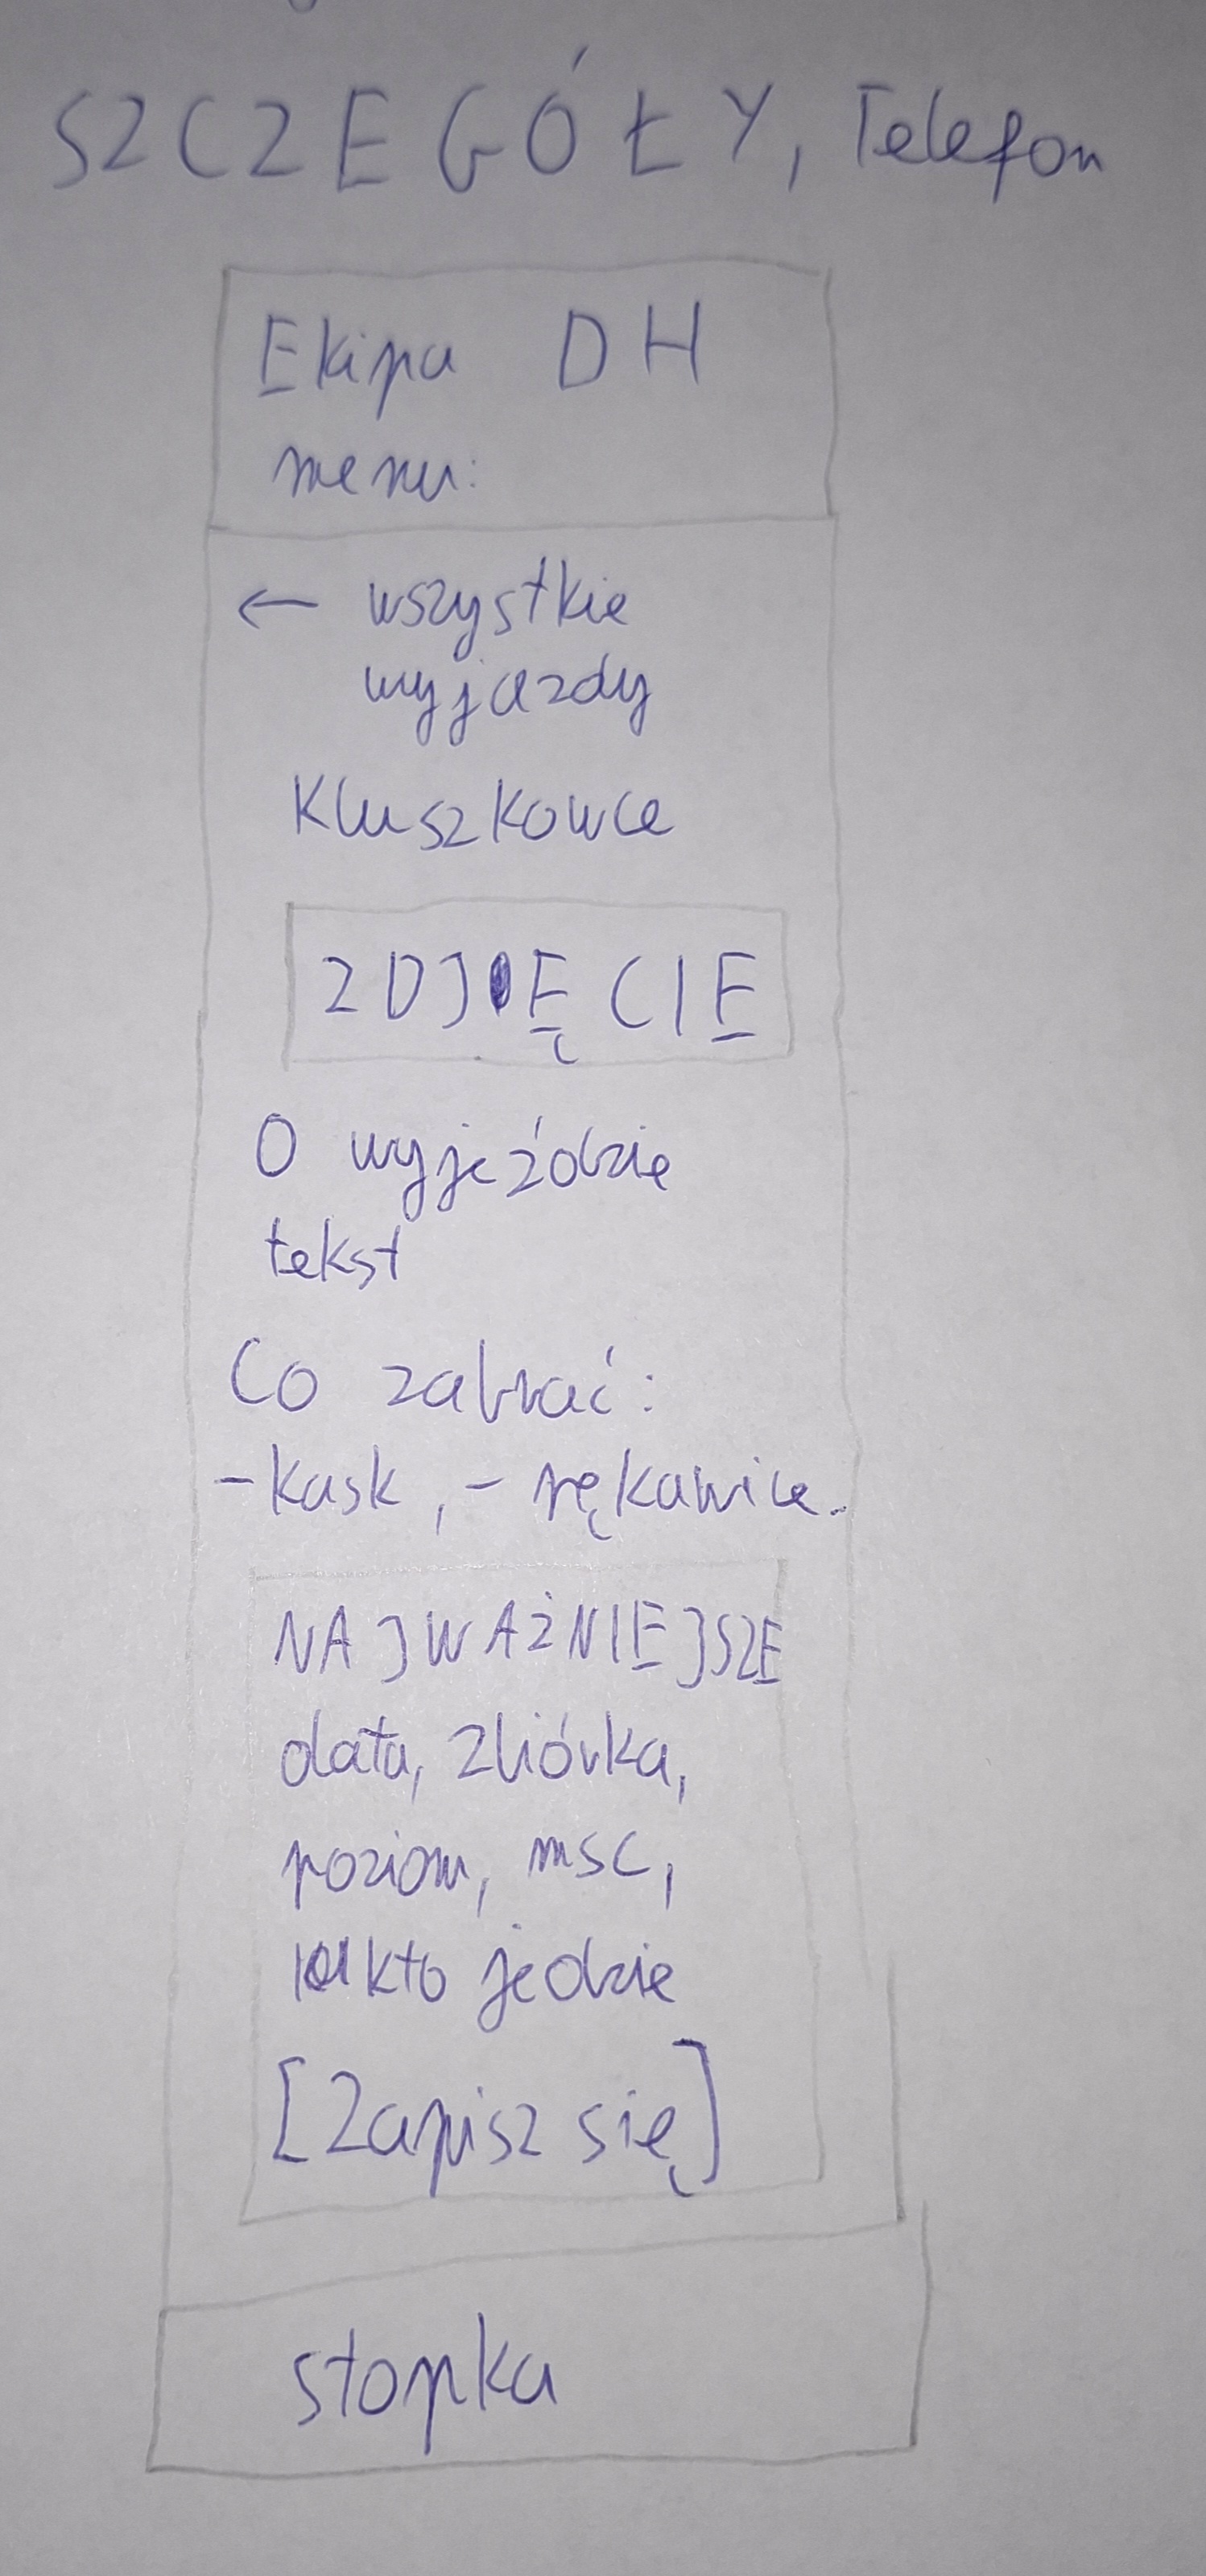 SZCZEGÓŁY, Telefon
Ekipa DH
menu:
← wszystkie
wyjazdy
Kluszkowce
ZDJĘCIE
O wyjeździe
tekst
Co zabrać:
- kask, - rękawice.
NAJWAŻNIEJSZE
data, zbiórka,
poziom, msc,
kto jedzie
[Zapisz się]
stopka